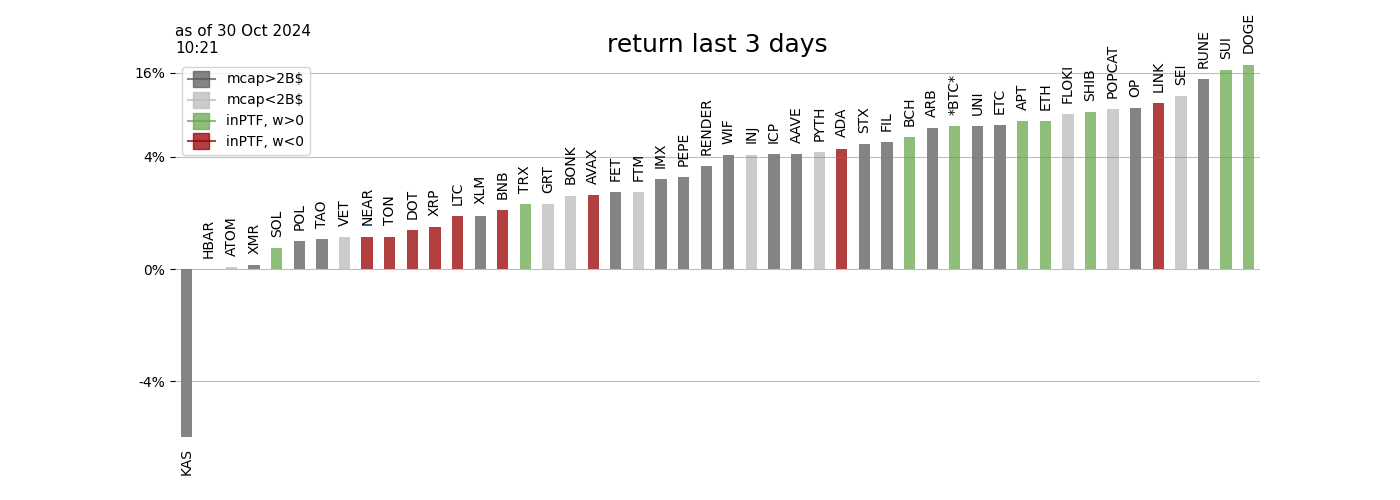 as of 30 Oct 2024
10:21
return last 3 days
mcap>2B$
mcap<2B$
inPTF, w>0
inPTF, w<0
16%
4%
0%
-4%
KAS
HBAR
ATOM
XMR
SOL
POL
TAO
VET
NEAR
TON
DOT
XRP
LTC
XLM
BNB
TRX
GRT
BONK
AVAX
FET
FTM
IMX
PEPE
RENDER
WIF
INJ
ICP
AAVE
PYTH
ADA
STX
FIL
BCH
ARB
*BTC*
UNI
ETC
APT
ETH
FLOKI
SHIB
POPCAT
OP
LINK
SEI
RUNE
SUI
DOGE